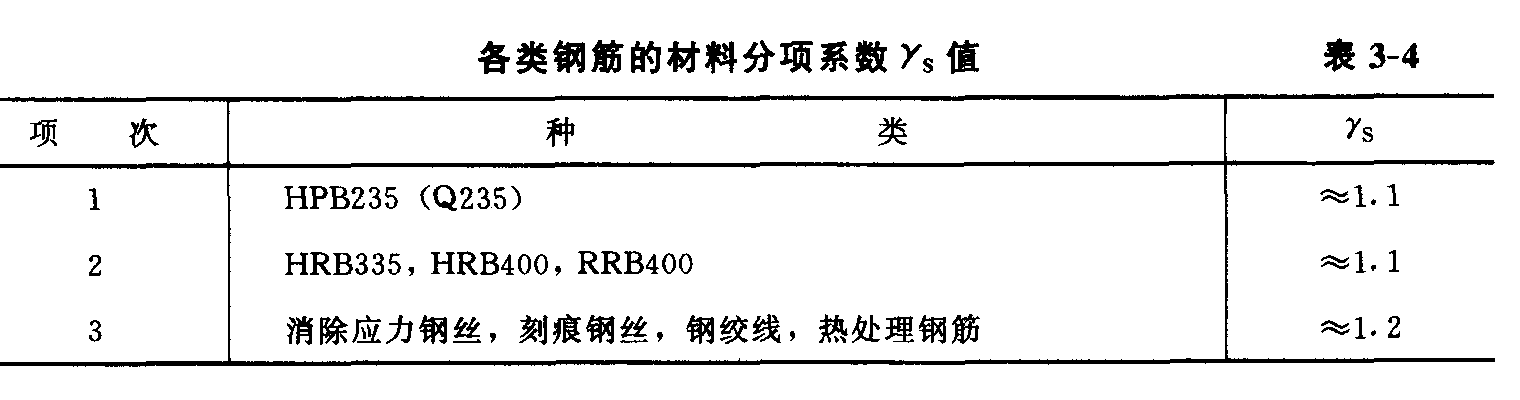 各类钢筋的材料分项系数 γs 值 表 3-4
项 次 种 类 γs
1 HPB235（Q235） ≈1.1
2 HRB335，HRB400，RRB400 ≈1.1
3 消除应力钢丝，刻痕钢丝，钢绞线，热处理钢筋 ≈1.2